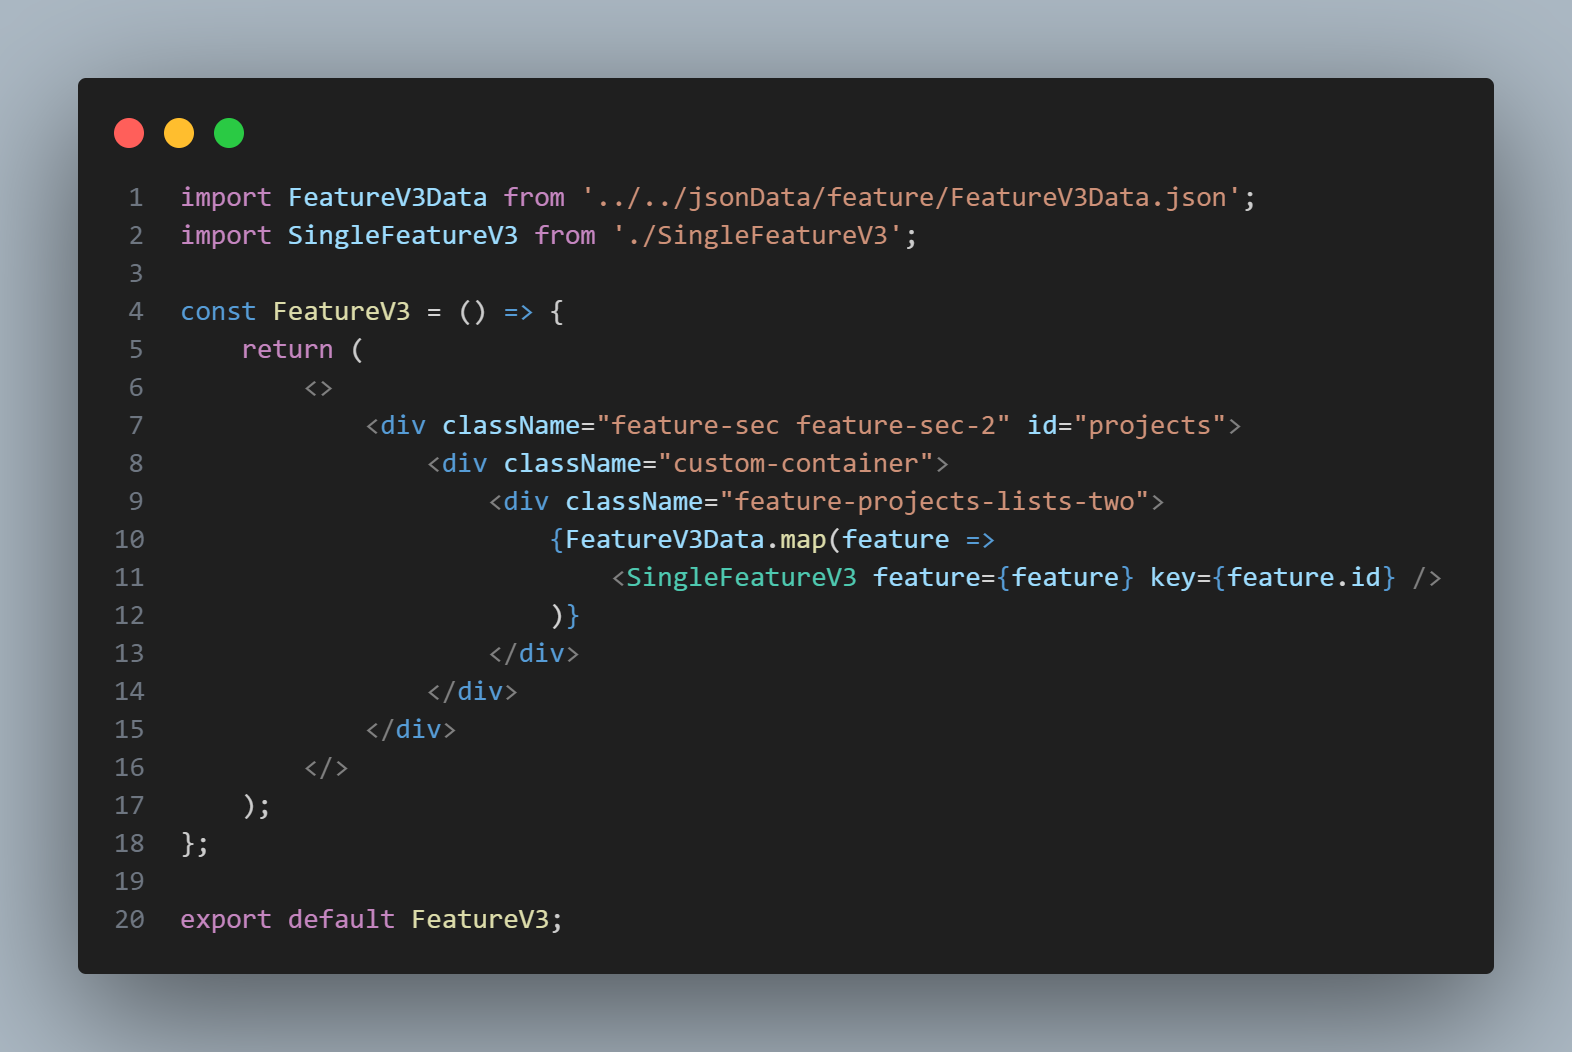 1 import FeatureV3Data from '../../jsonData/feature/FeatureV3Data.json';
2 import SingleFeatureV3 from './SingleFeatureV3';
3
4 const FeatureV3 = () => {
5     return (
6         <>
7             <div className="feature-sec feature-sec-2" id="projects">
8                 <div className="custom-container">
9                     <div className="feature-projects-lists-two">
10                         {FeatureV3Data.map(feature =>
11                             <SingleFeatureV3 feature={feature} key={feature.id} />
12                         )}
13                     </div>
14                 </div>
15             </div>
16         </>
17     );
18 };
19
20 export default FeatureV3;